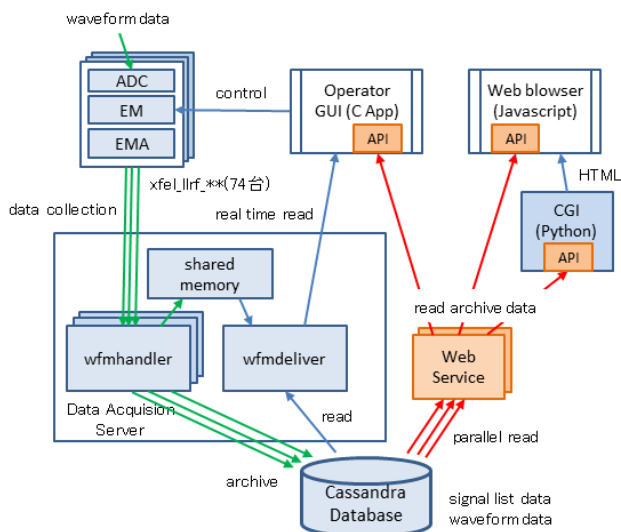 waveform data
ADC
EM
EMA
control
Operator
GUI (C App)
API
Web blowser
(Javascript)
API
HTML
xfel_llrf_**(74台)
data collection
real time read
CGI
(Python)
API
shared
memory
read archive data
wfmhandler
wfmdeliver
Web
Service
Data Acquision
Server
read
parallel read
archive
Cassandra
Database
signal list data
waveform data